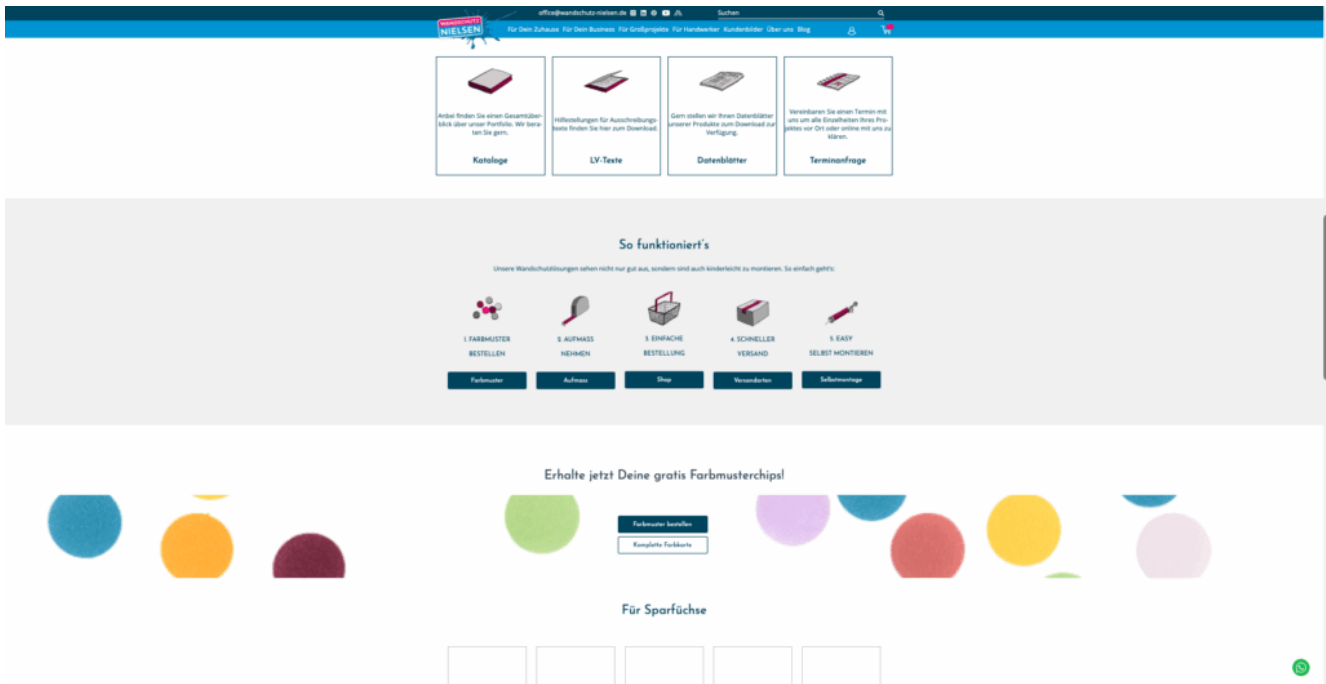 office@wandschutz-nielsen.de
Suchen
WANDSCHUTZ
NIELSEN
Für Dein Zuhause Für Dein Business Für Großprojekte Für Handwerker Kundenbilder Über uns Blog
Anbei finden Sie einen Gesamtüber-
blick über unser Portfolio. Wir bera-
ten Sie gern.
Kataloge
Hilfestellungen für Ausschreibungs-
texte finden Sie hier zum Download.
LV-Texte
Gern stellen wir Ihnen Datenblätter
unserer Produkte zum Download zur
Verfügung.
Datenblätter
Vereinbaren Sie einen Termin mit
uns um alle Einzelheiten Ihres Pro-
jektes vor Ort oder online mit uns zu
klären.
Terminanfrage
So funktioniert's
Unsere Wandschutzlösungen sehen nicht nur gut aus, sondern sind auch kinderleicht zu montieren. So einfach geht's:
1. FARBMUSTER
BESTELLEN
Farbmuster
2. AUFMASS
NEHMEN
Aufmass
3. EINFACHE
BESTELLUNG
Shop
4. SCHNELLER
VERSAND
Versandarten
5. EASY
SELBST MONTIEREN
Selbstmontage
Erhalte jetzt Deine gratis Farbmusterchips!
Farbmuster bestellen
Komplette Farbkarte
Für Sparfüchse